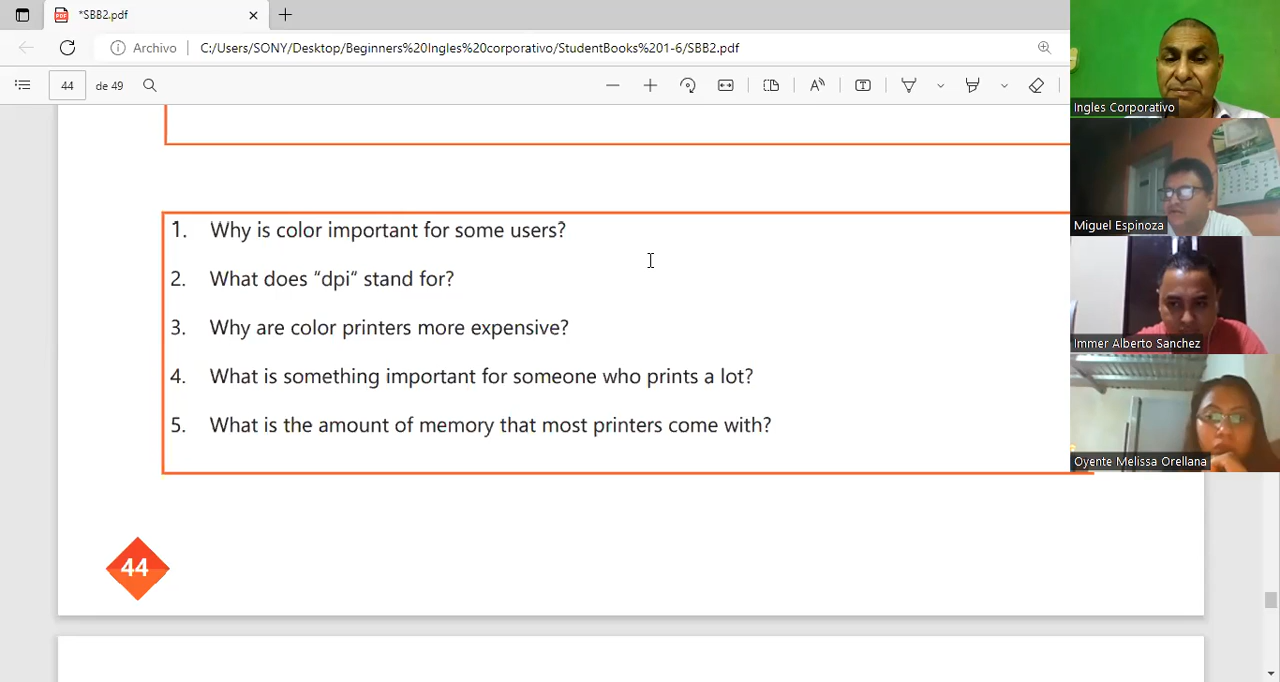 *SBB2.pdf
Archivo
C:/Users/SONY/Desktop/Beginners%20Ingles%20corporativo/StudentBooks%201-6/SBB2.pdf
44 de 49
1. Why is color important for some users?
2. What does “dpi“ stand for?
3. Why are color printers more expensive?
4. What is something important for someone who prints a lot?
5. What is the amount of memory that most printers come with?
44
Ingles Corporativo
Miguel Espinoza
Immer Alberto Sanchez
Oyente Melissa Orellana